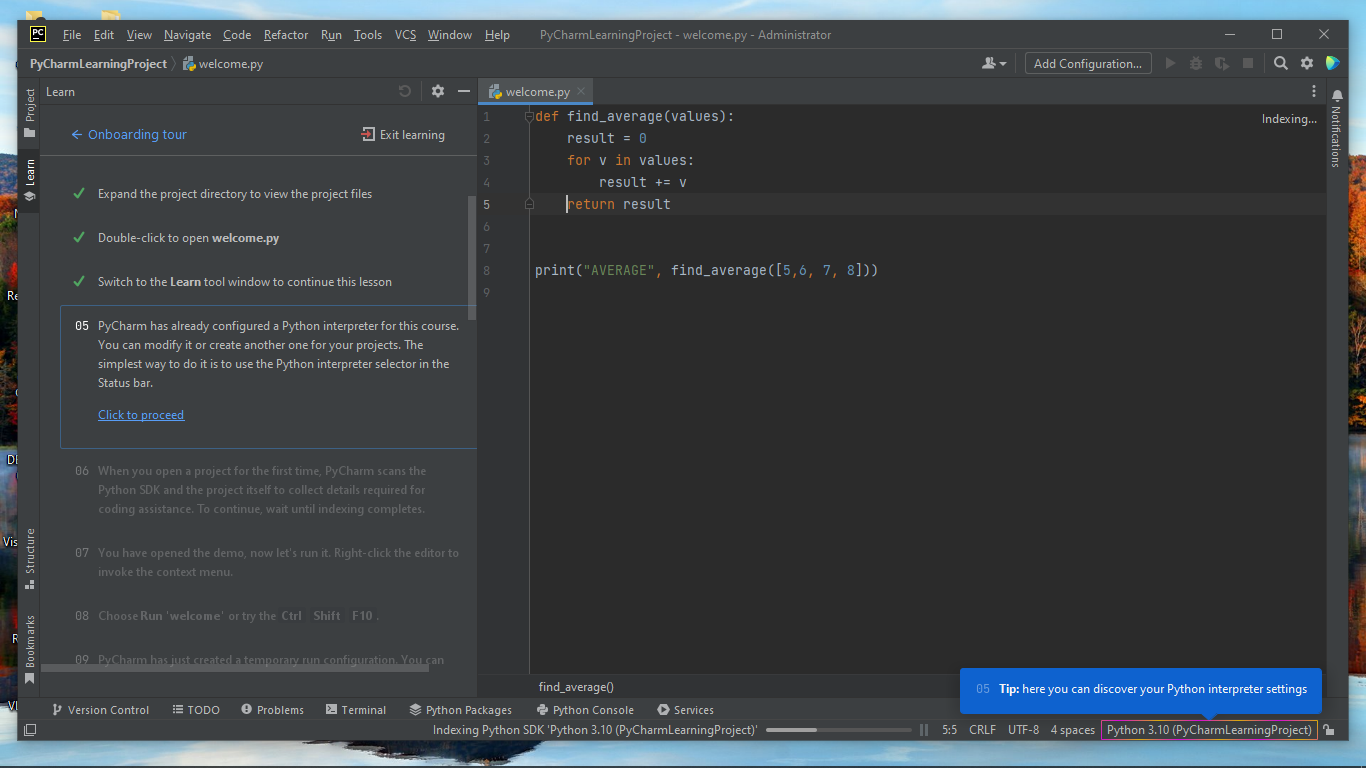 PC File Edit View Navigate Code Refactor Run Tools VCS Window Help PyCharmLearningProject - welcome.py - Administrator
PyCharmLearningProject welcome.py Add Configuration...
Project
Learn
Structure
Bookmarks
Learn
Onboarding tour Exit learning
Expand the project directory to view the project files
Double-click to open welcome.py
Switch to the Learn tool window to continue this lesson
05 PyCharm has already configured a Python interpreter for this course.
You can modify it or create another one for your projects. The
simplest way to do it is to use the Python interpreter selector in the
Status bar.
Click to proceed
06 When you open a project for the first time, PyCharm scans the
Python SDK and the project itself to collect details required for
coding assistance. To continue, wait until indexing completes.
07 You have opened the demo, now let's run it. Right-click the editor to
invoke the context menu.
08 Choose Run 'welcome' or try the Ctrl Shift F10 .
09 PyCharm has just created a temporary run configuration. You can
welcome.py
1 def find_average(values):
2 result = 0
3 for v in values:
4 result += v
5 return result
6
7
8 print("AVERAGE", find_average([5,6, 7, 8]))
9
Indexing...
Notifications
find_average()
05 Tip: here you can discover your Python interpreter settings
Version Control TODO Problems Terminal Python Packages Python Console Services
Indexing Python SDK 'Python 3.10 (PyCharmLearningProject)' 5:5 CRLF UTF-8 4 spaces Python 3.10 (PyCharmLearningProject)